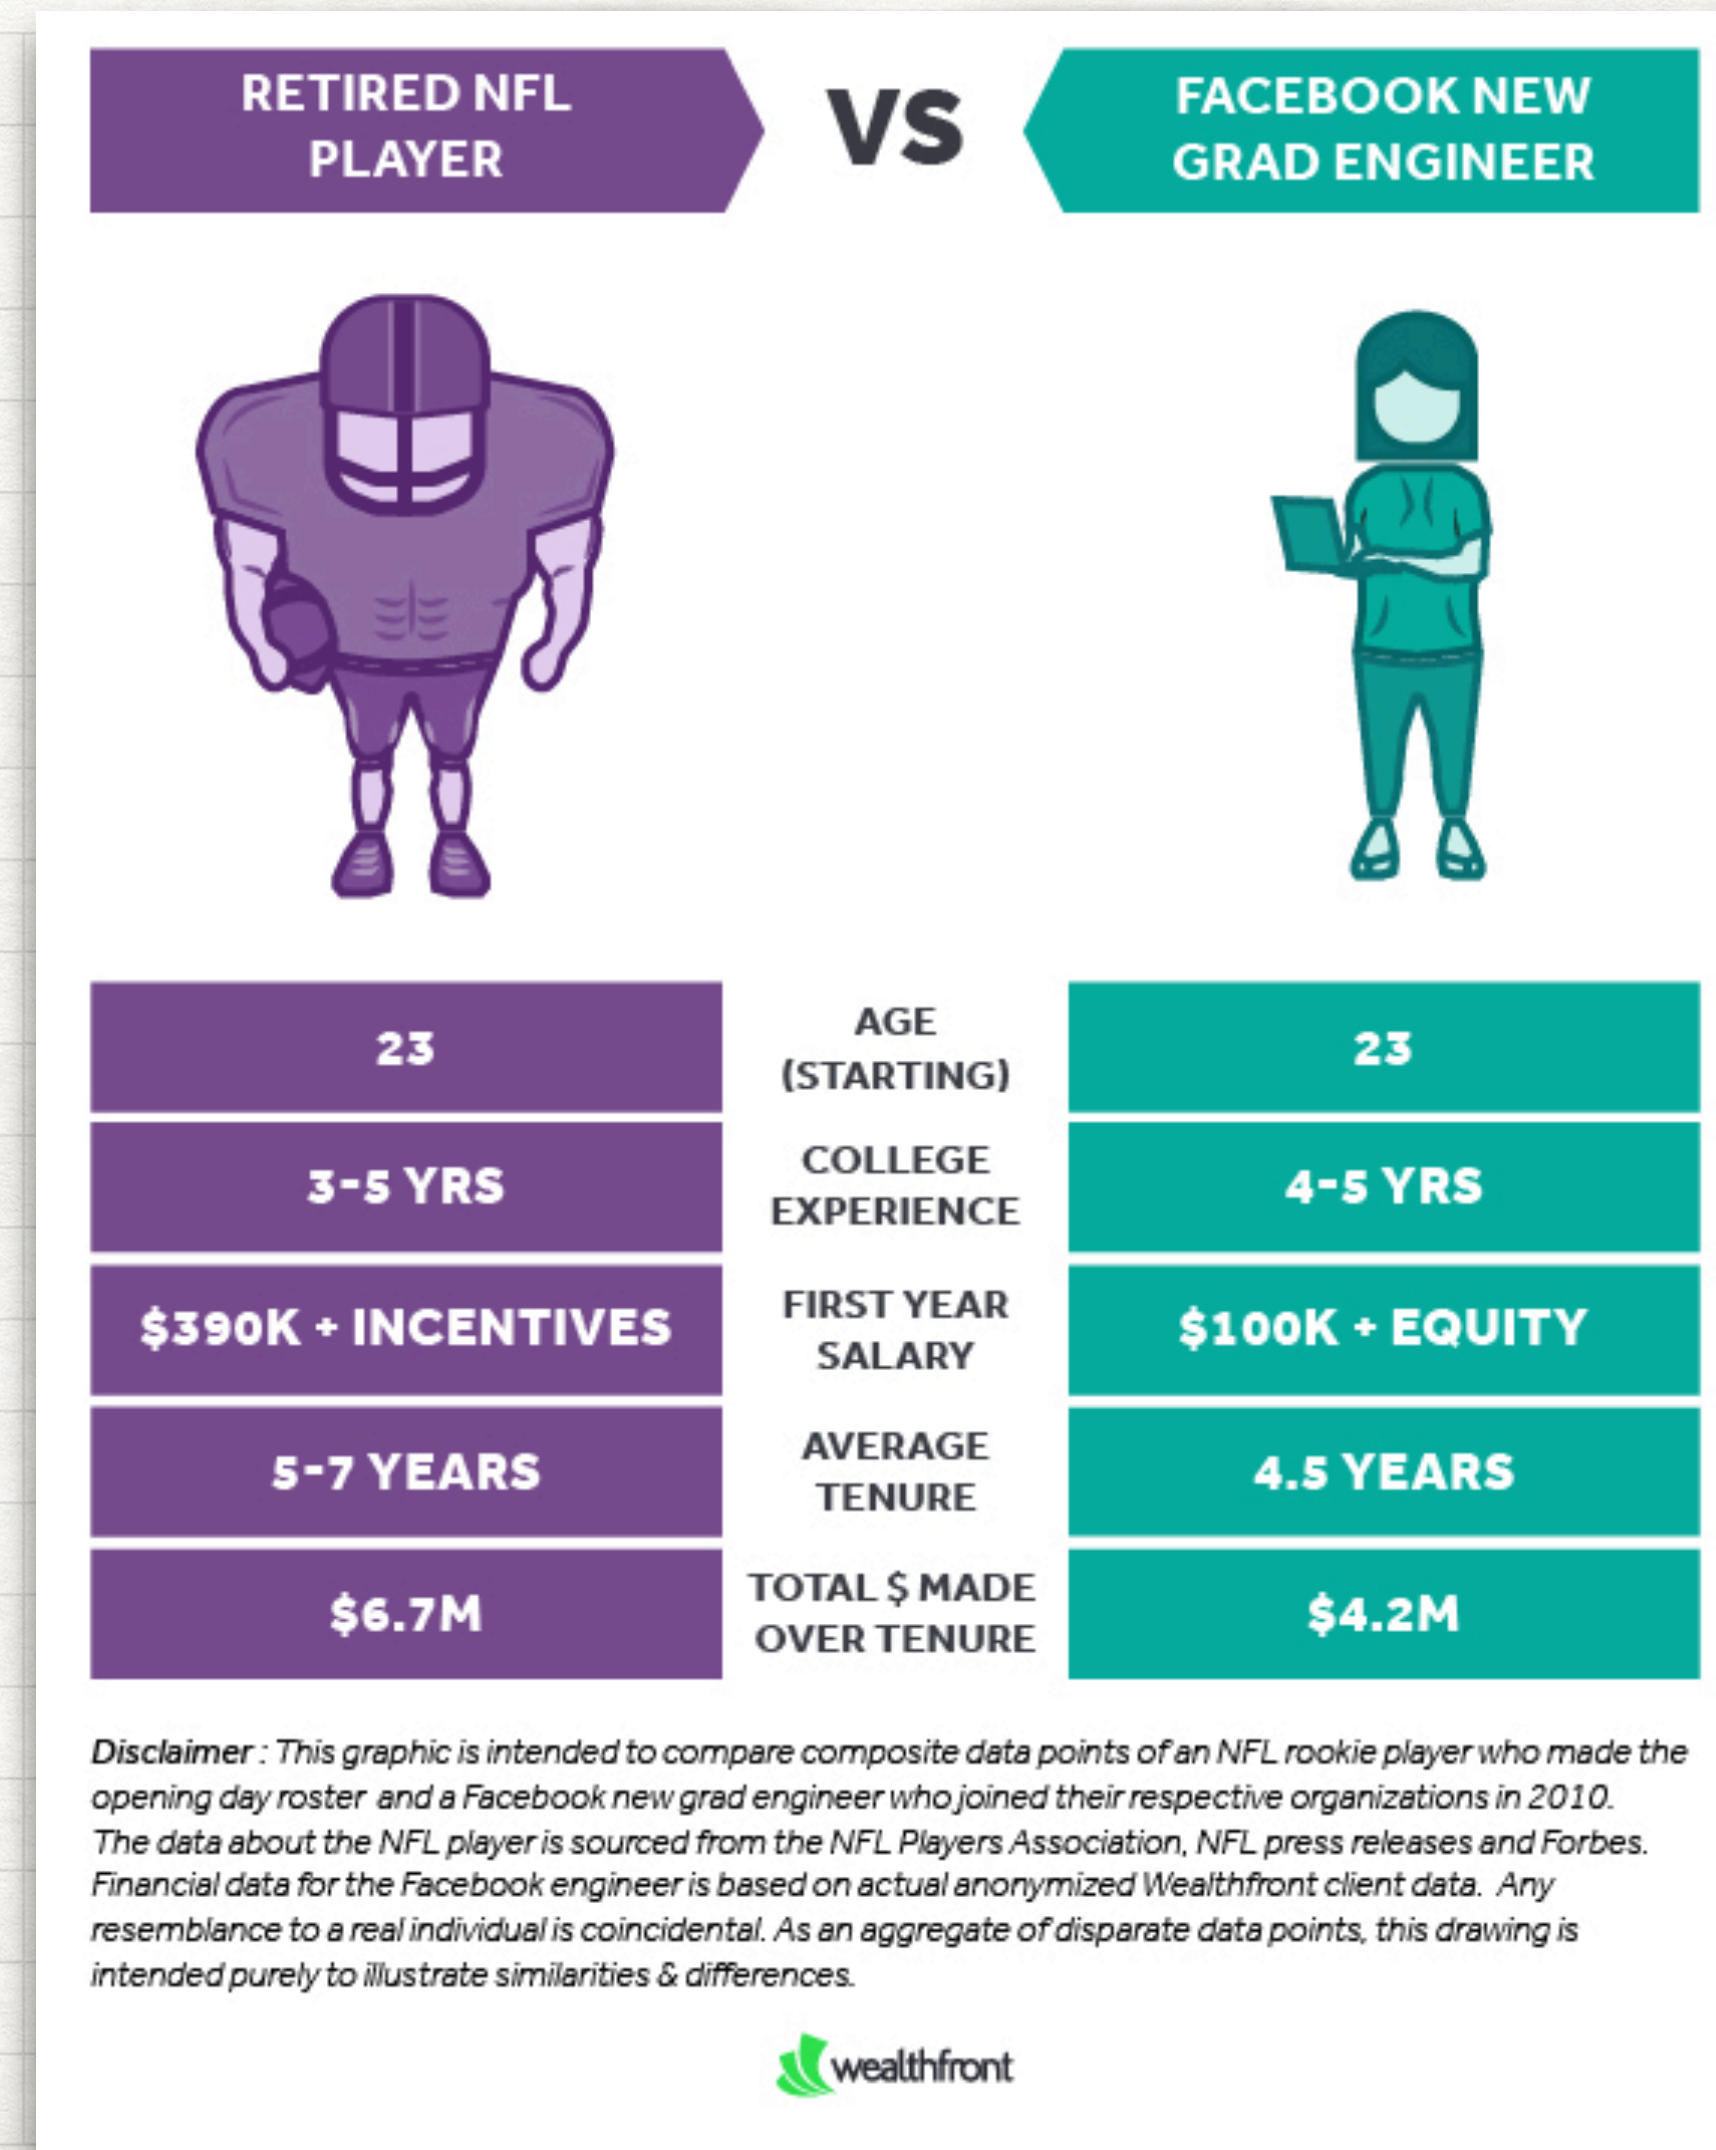 RETIRED NFL
PLAYER
VS
FACEBOOK NEW
GRAD ENGINEER
23
AGE
(STARTING)
23
3-5 YRS
COLLEGE
EXPERIENCE
4-5 YRS
$390K + INCENTIVES
FIRST YEAR
SALARY
$100K + EQUITY
5-7 YEARS
AVERAGE
TENURE
4.5 YEARS
$6.7M
TOTAL $ MADE
OVER TENURE
$4.2M
Disclaimer : This graphic is intended to compare composite data points of an NFL rookie player who made the
opening day roster and a Facebook new grad engineer who joined their respective organizations in 2010.
The data about the NFL player is sourced from the NFL Players Association, NFL press releases and Forbes.
Financial data for the Facebook engineer is based on actual anonymized Wealthfront client data. Any
resemblance to a real individual is coincidental. As an aggregate of disparate data points, this drawing is
intended purely to illustrate similarities & differences.
wealthfront